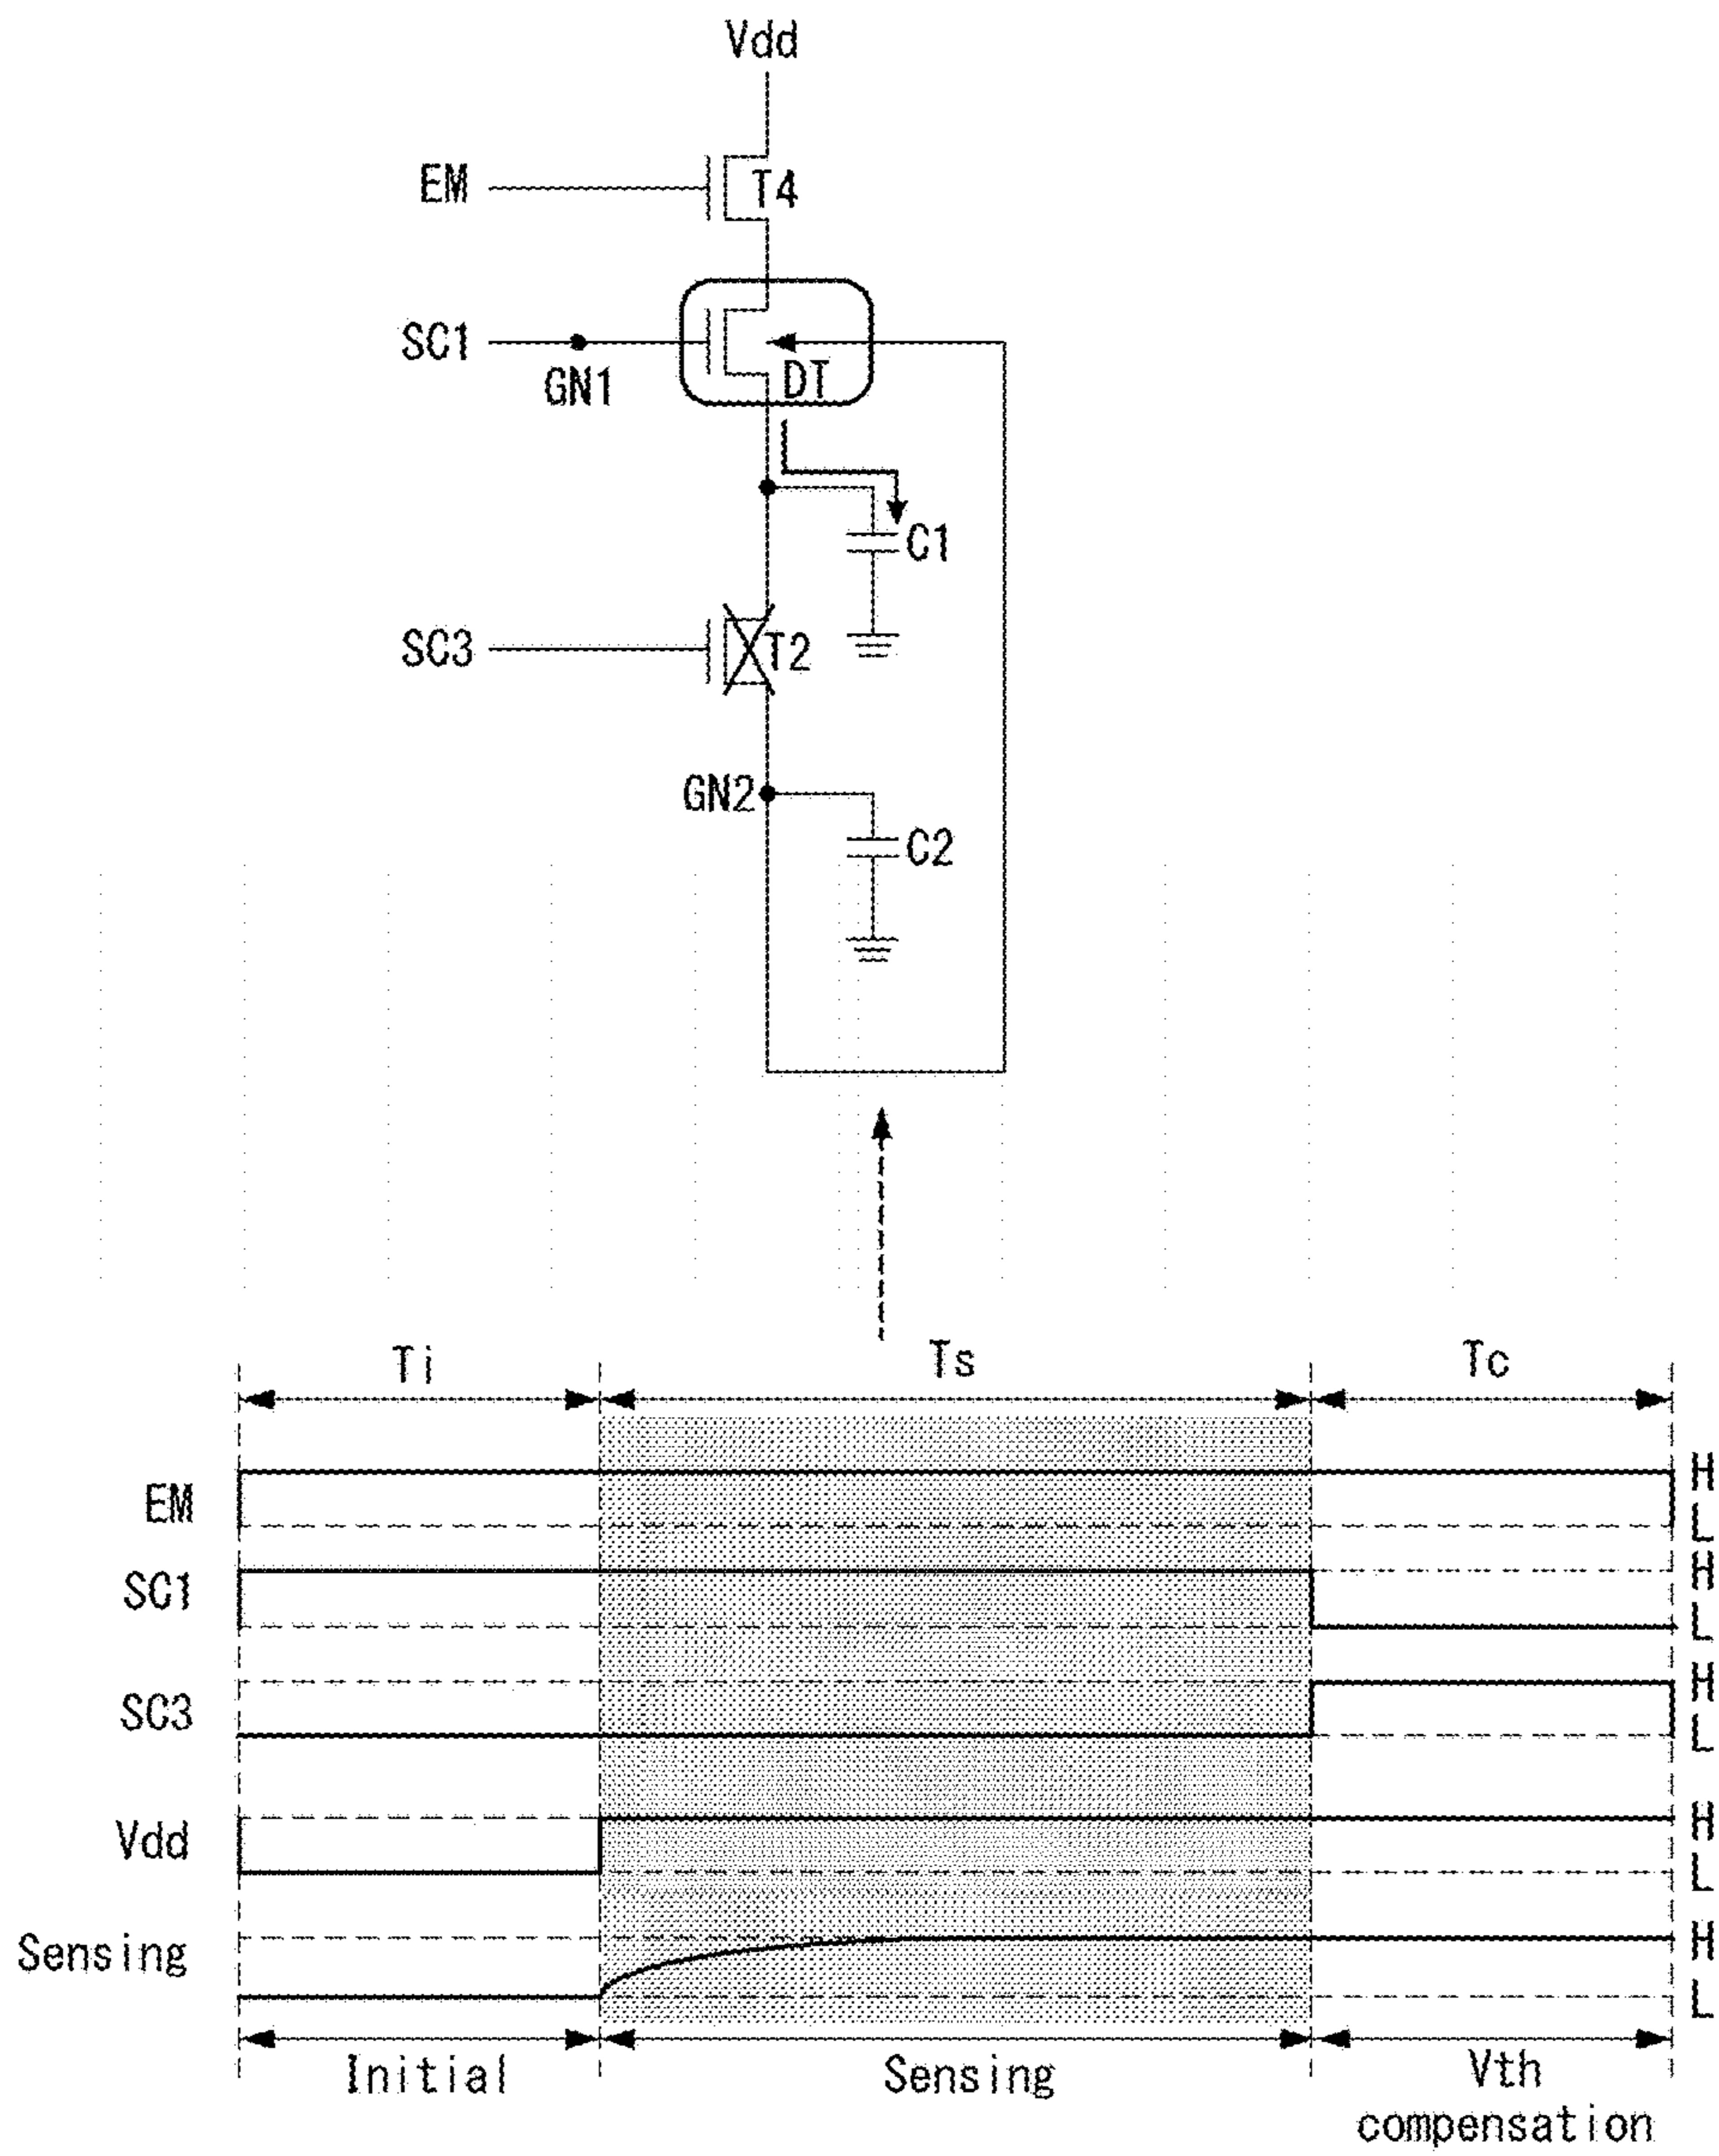 Vdd
EM
T4
SC1
GN1
DT
C1
SC3
T2
GN2
C2
Ti
Ts
Tc
EM
H
L
SC1
H
L
SC3
H
L
Vdd
H
L
Sensing
H
L
Initial
Sensing
Vth
compensation